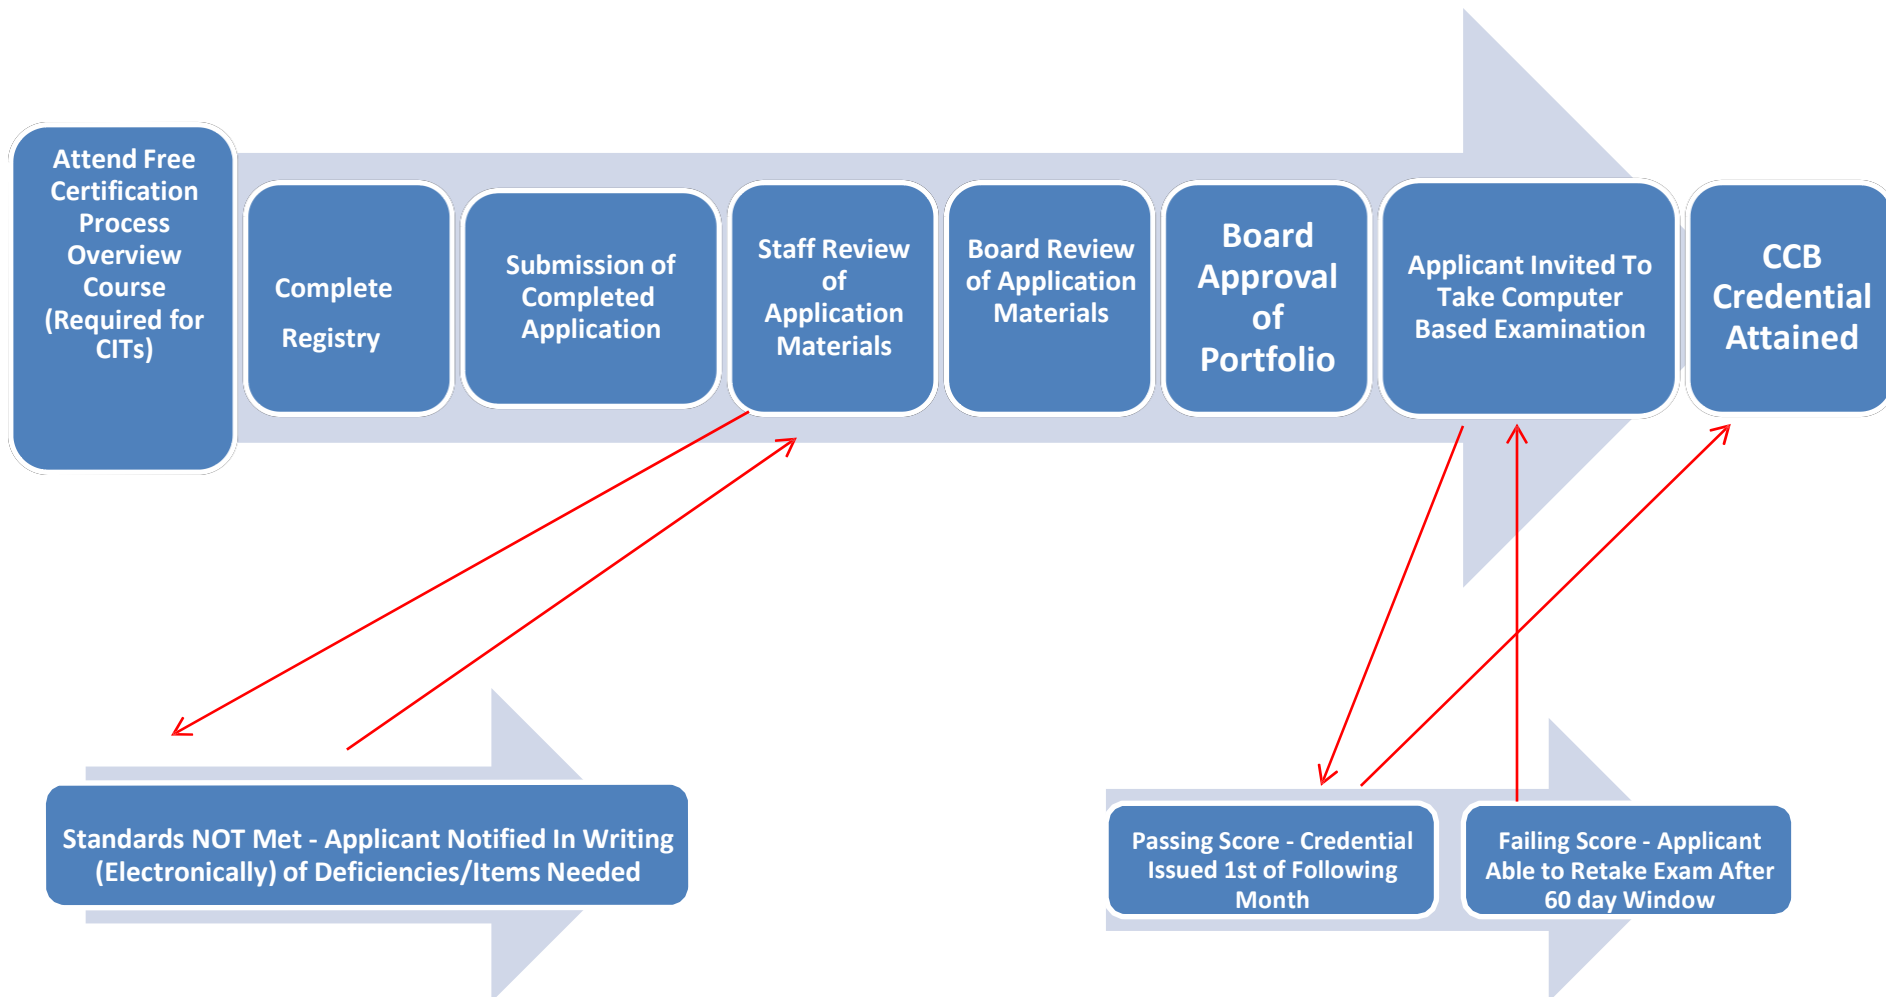 Attend Free
Certification
Process
Overview
Course
(Required for
CITs)
Complete
Registry
Submission of
Completed
Application
Staff Review
of
Application
Materials
Board Review
of Application
Materials
Board
Approval
of
Portfolio
Applicant Invited To
Take Computer
Based Examination
CCB
Credential
Attained
Standards NOT Met - Applicant Notified In Writing
(Electronically) of Deficiencies/Items Needed
Passing Score - Credential
Issued 1st of Following
Month
Failing Score - Applicant
Able to Retake Exam After
60 day Window